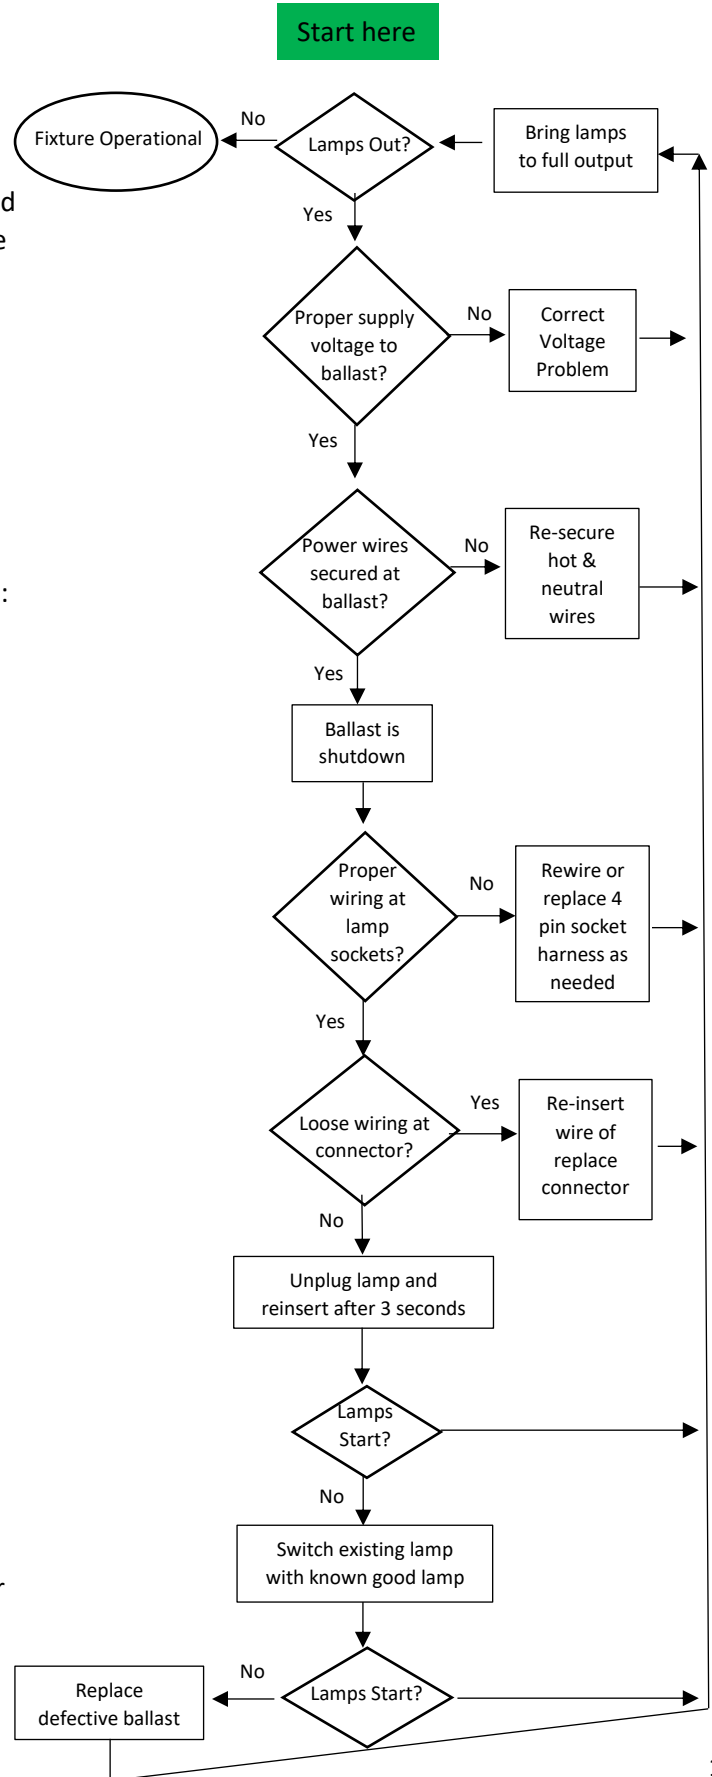 Start here
No
Fixture Operational
Lamps Out?
Bring lamps
to full output
d
e
Yes
Proper supply
voltage to
ballast?
No
Correct
Voltage
Problem
Yes
Power wires
secured at
ballast?
No
Re-secure
hot &
neutral
wires
:
Yes
Ballast is
shutdown
Proper
wiring at
lamp
sockets?
No
Rewire or
replace 4
pin socket
harness as
needed
Yes
Loose wiring at
connector?
Yes
Re-insert
wire of
replace
connector
No
Unplug lamp and
reinsert after 3 seconds
Lamps
Start?
No
Switch existing lamp
with known good lamp
r
Lamps Start?
No
Replace
defective ballast